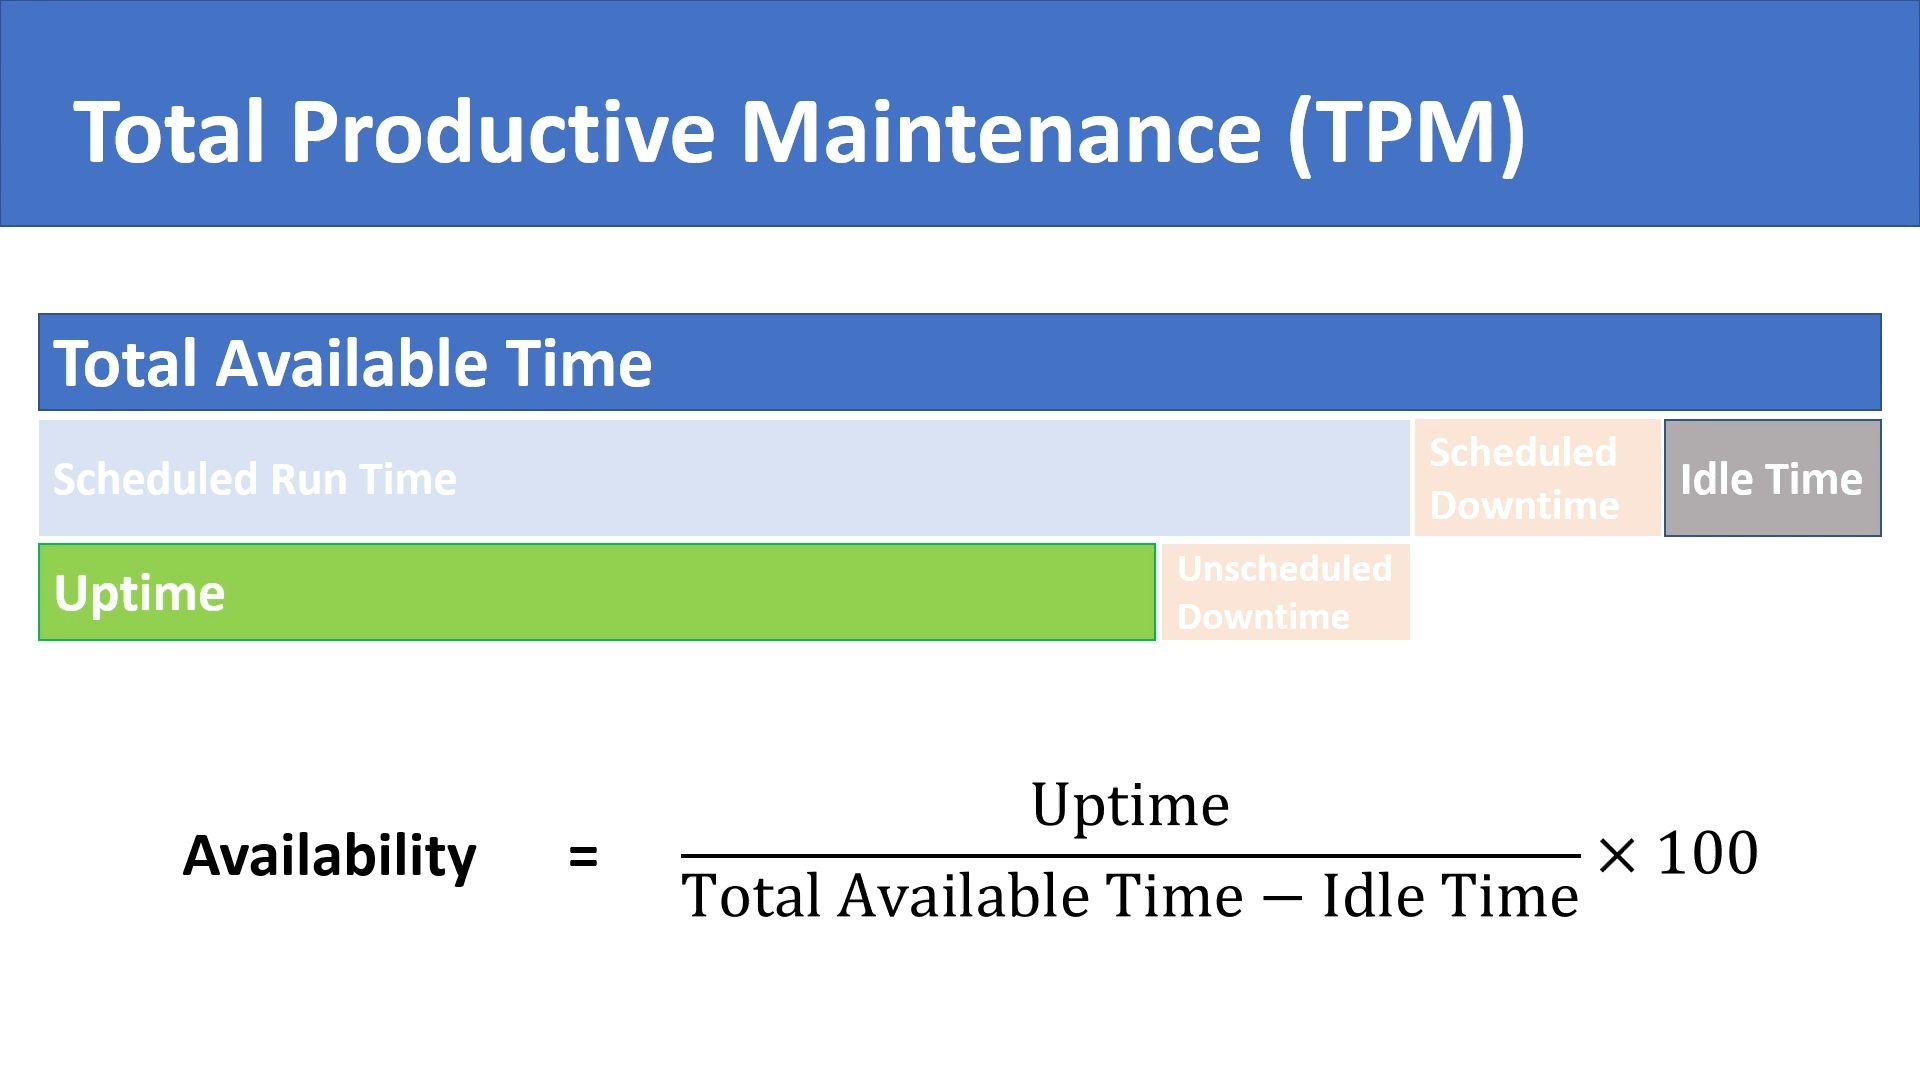 Total Productive Maintenance (TPM)
Total Available Time
Scheduled Run Time
Scheduled
Downtime
Idle Time
Uptime
Unscheduled
Downtime
Availability = Uptime
Total Available Time − Idle Time × 100